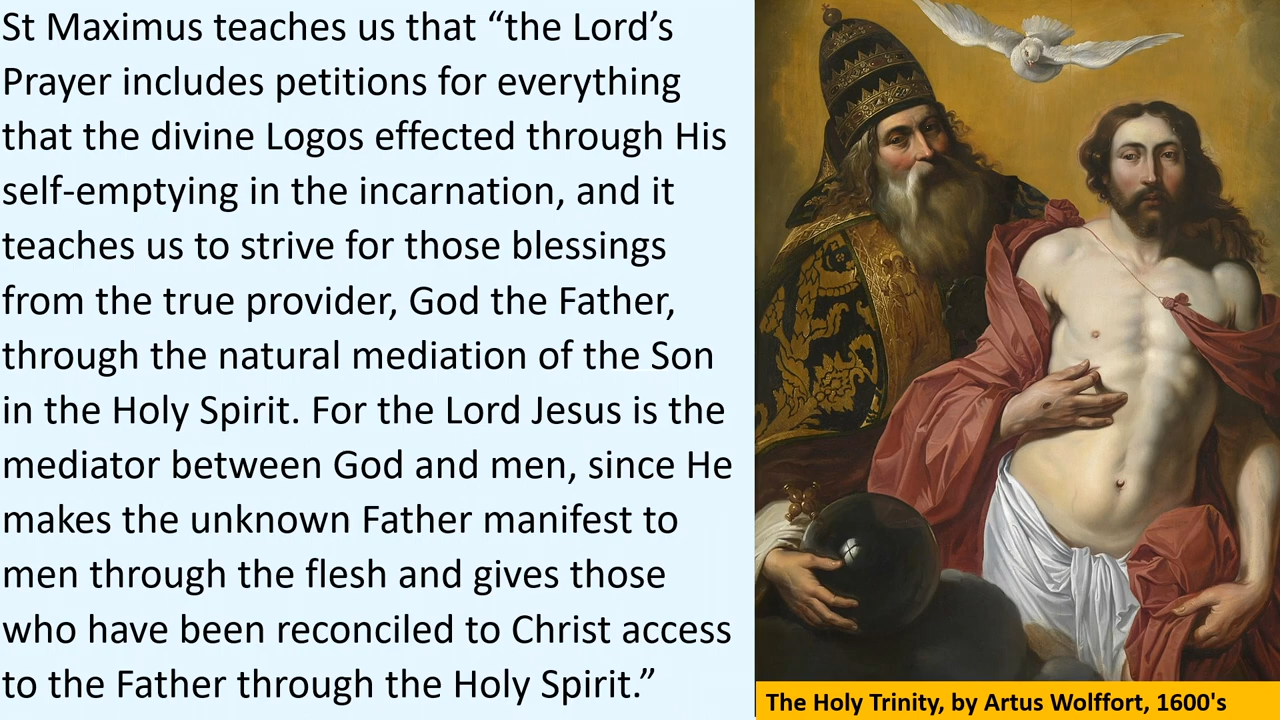 St Maximus teaches us that “the Lord’s
Prayer includes petitions for everything
that the divine Logos effected through His
self-emptying in the incarnation, and it
teaches us to strive for those blessings
from the true provider, God the Father,
through the natural mediation of the Son
in the Holy Spirit. For the Lord Jesus is the
mediator between God and men, since He
makes the unknown Father manifest to
men through the flesh and gives those
who have been reconciled to Christ access
to the Father through the Holy Spirit.”
The Holy Trinity, by Artus Wolffort, 1600's